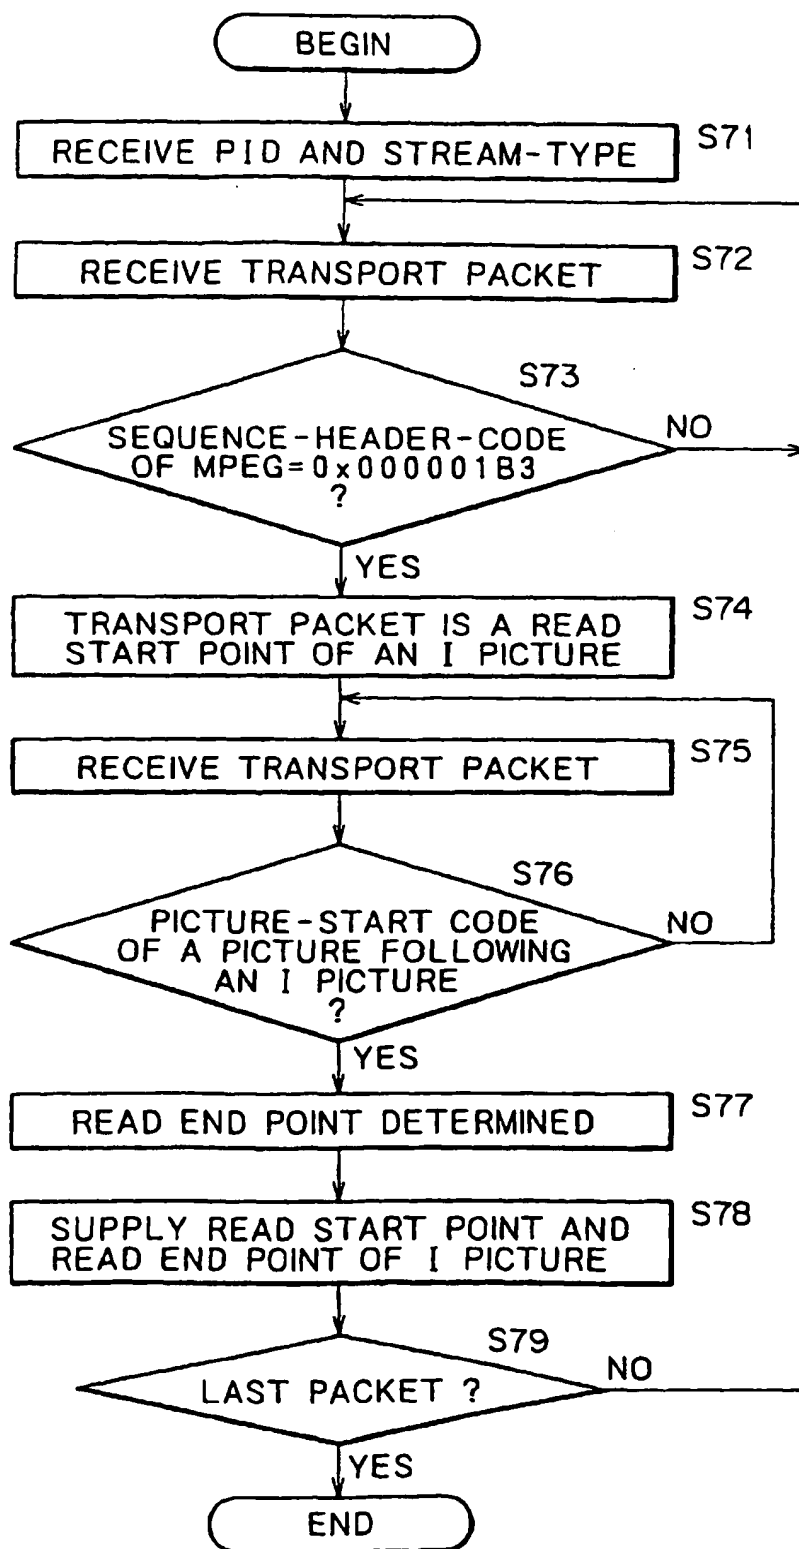 BEGIN
S71
RECEIVE PID AND STREAM-TYPE
S72
RECEIVE TRANSPORT PACKET
S73
SEQUENCE-HEADER-CODE
OF MPEG=0x000001B3
?
NO
YES
S74
TRANSPORT PACKET IS A READ
START POINT OF AN I PICTURE
S75
RECEIVE TRANSPORT PACKET
S76
PICTURE-START CODE
OF A PICTURE FOLLOWING
AN I PICTURE
?
NO
YES
S77
READ END POINT DETERMINED
S78
SUPPLY READ START POINT AND
READ END POINT OF I PICTURE
S79
LAST PACKET ?
NO
YES
END